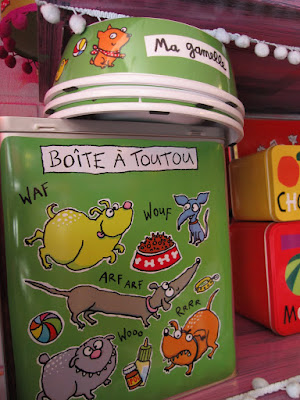 Ma gamelle
BOÎTE À TOUTOU
WAF
WOUF
ARF ARF
RRRR
WOOO